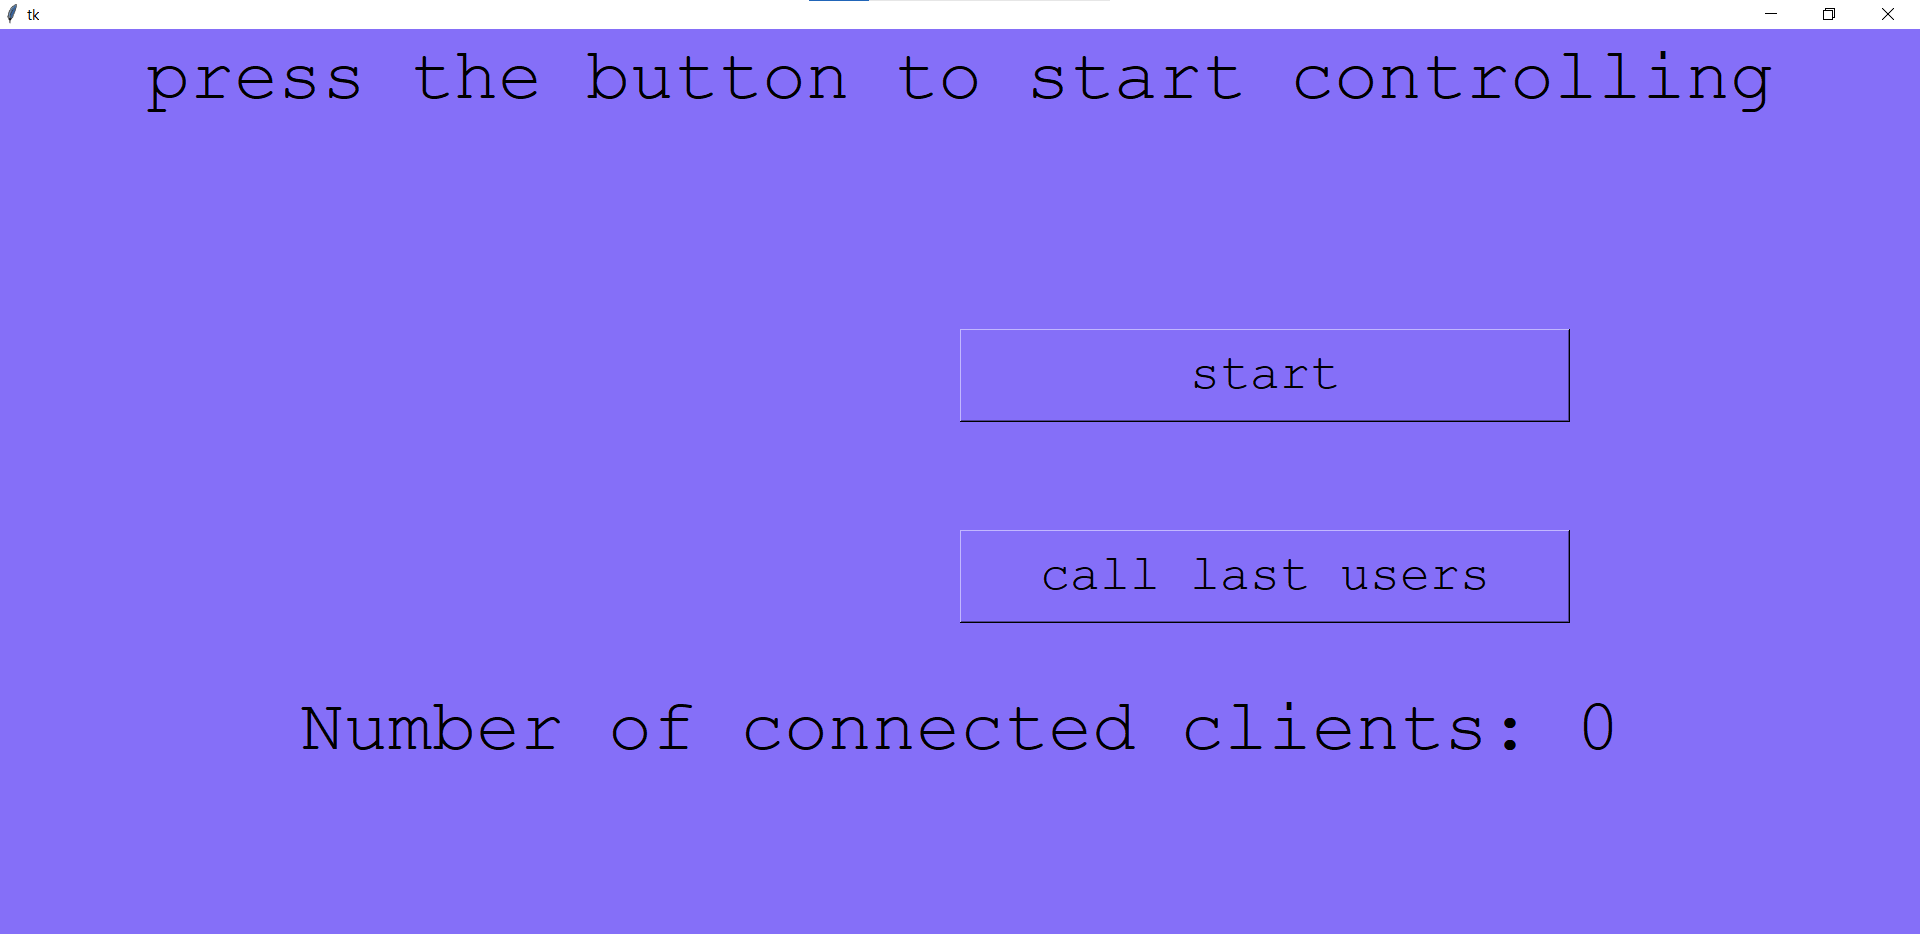 tk
press the button to start controlling
start
call last users
Number of connected clients: 0